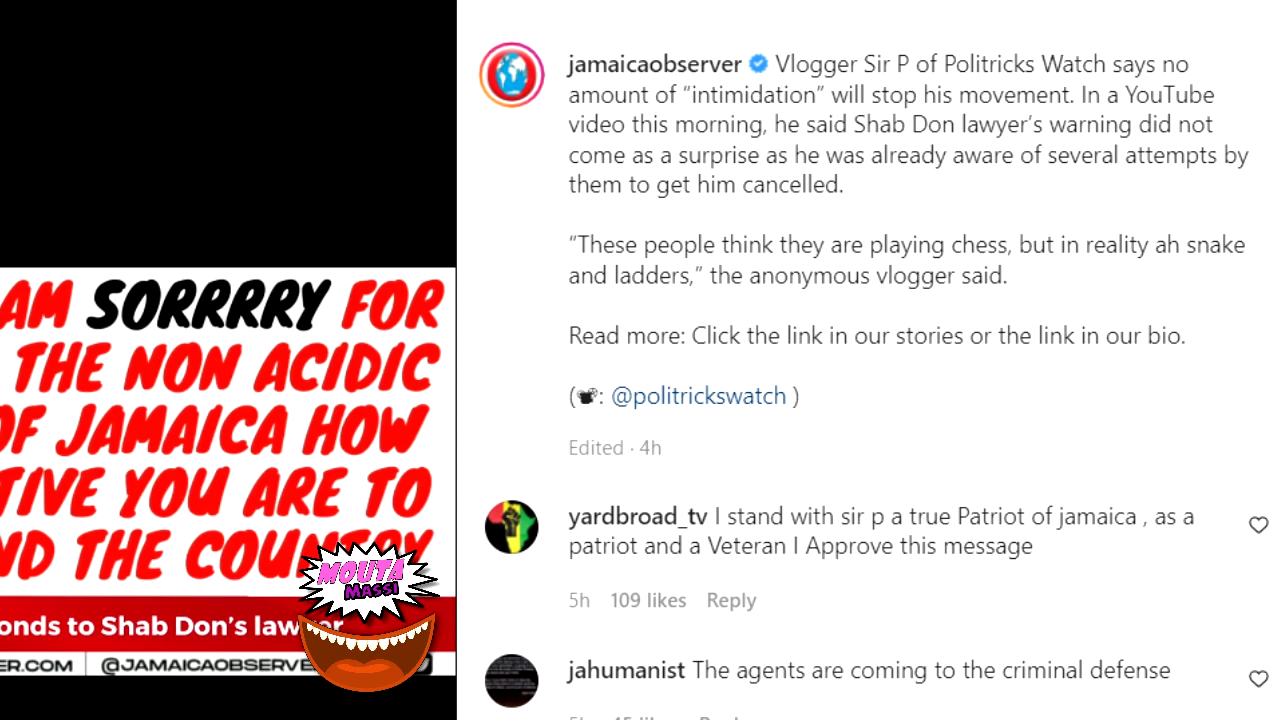 AM SORRRRY FOR
THE NON ACIDIC
OF JAMAICA HOW
TIVE YOU ARE TO
ND THE COUNTRY
MOUTA
MASSI
onds to Shab Don's lawyer
ER.COM @JAMAICAOBSERVE
jamaicaobserver Vlogger Sir P of Politricks Watch says no
amount of “intimidation” will stop his movement. In a YouTube
video this morning, he said Shab Don lawyer’s warning did not
come as a surprise as he was already aware of several attempts by
them to get him cancelled.
“These people think they are playing chess, but in reality ah snake
and ladders,” the anonymous vlogger said.
Read more: Click the link in our stories or the link in our bio.
(📽: @politrickswatch )
Edited · 4h
yardbroad_tv I stand with sir p a true Patriot of jamaica , as a
patriot and a Veteran I Approve this message
5h 109 likes Reply
jahumanist The agents are coming to the criminal defense